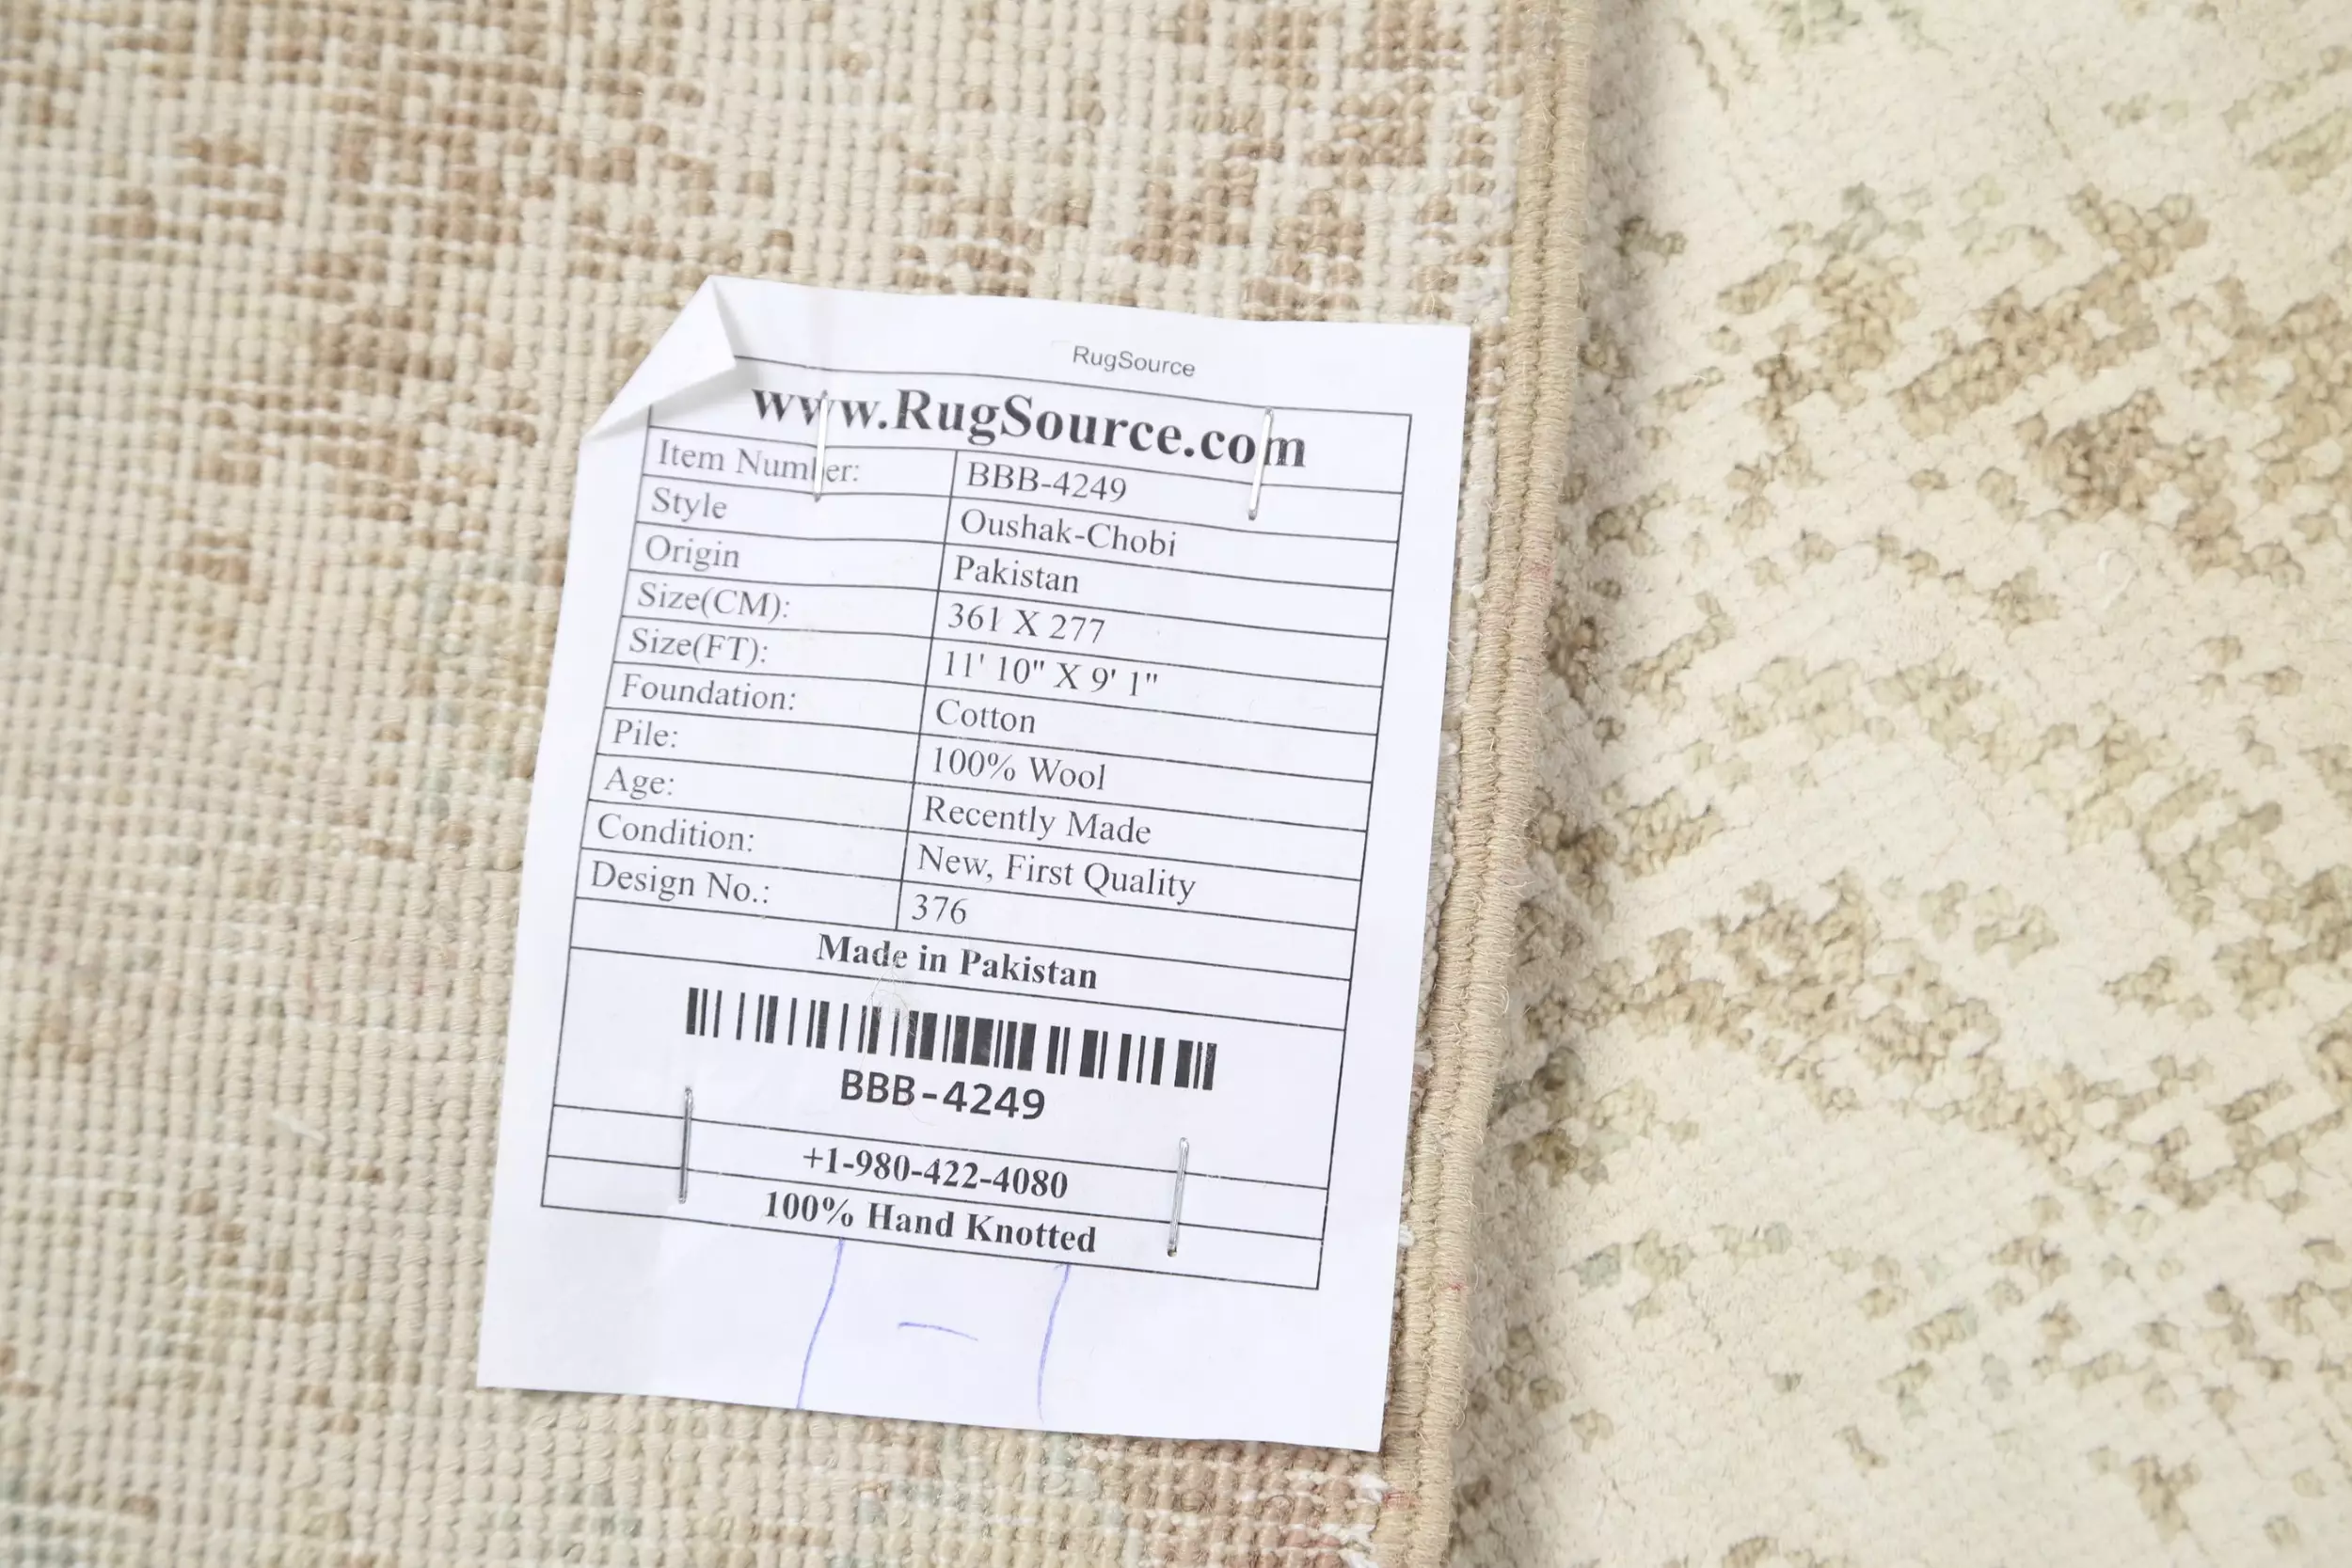 RugSource
www.RugSource.com
Item Number: BBB-4249
Style Oushak-Chobi
Origin Pakistan
Size(CM): 361 X 277
Size(FT): 11' 10" X 9' 1"
Foundation: Cotton
Pile: 100% Wool
Age: Recently Made
Condition: New, First Quality
Design No.: 376
Made in Pakistan
BBB-4249
+1-980-422-4080
100% Hand Knotted
1-1